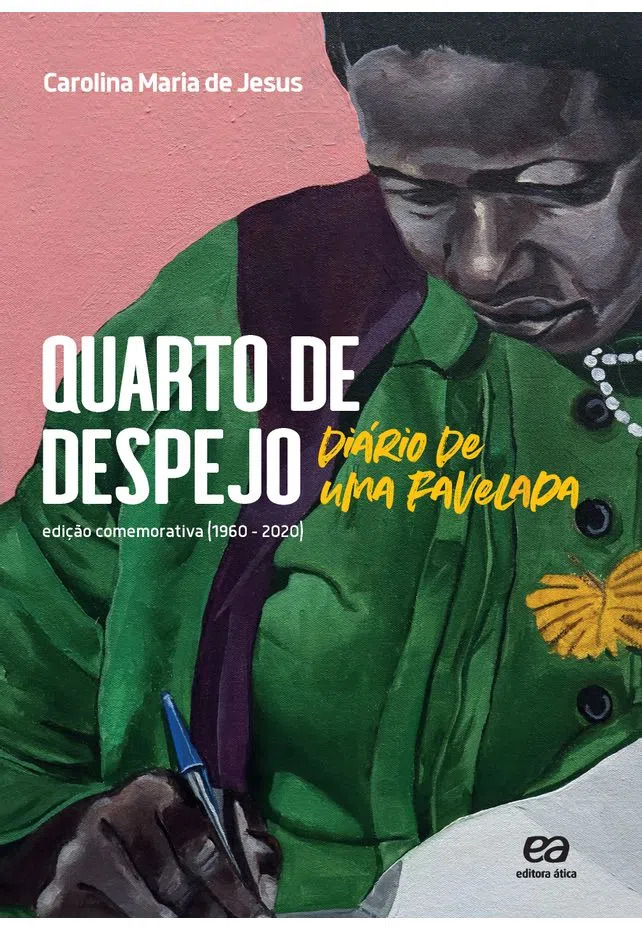 Carolina Maria de Jesus
QUARTO DE
DESPEJO
DIÁRIO DE
UMA FAVELADA
edição comemorativa (1960 - 2020)
ea
editora ática